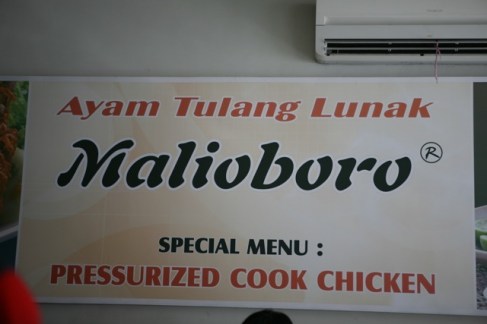 Ayam Tulang Lunak
Malioboro ®
SPECIAL MENU :
PRESSURIZED COOK CHICKEN